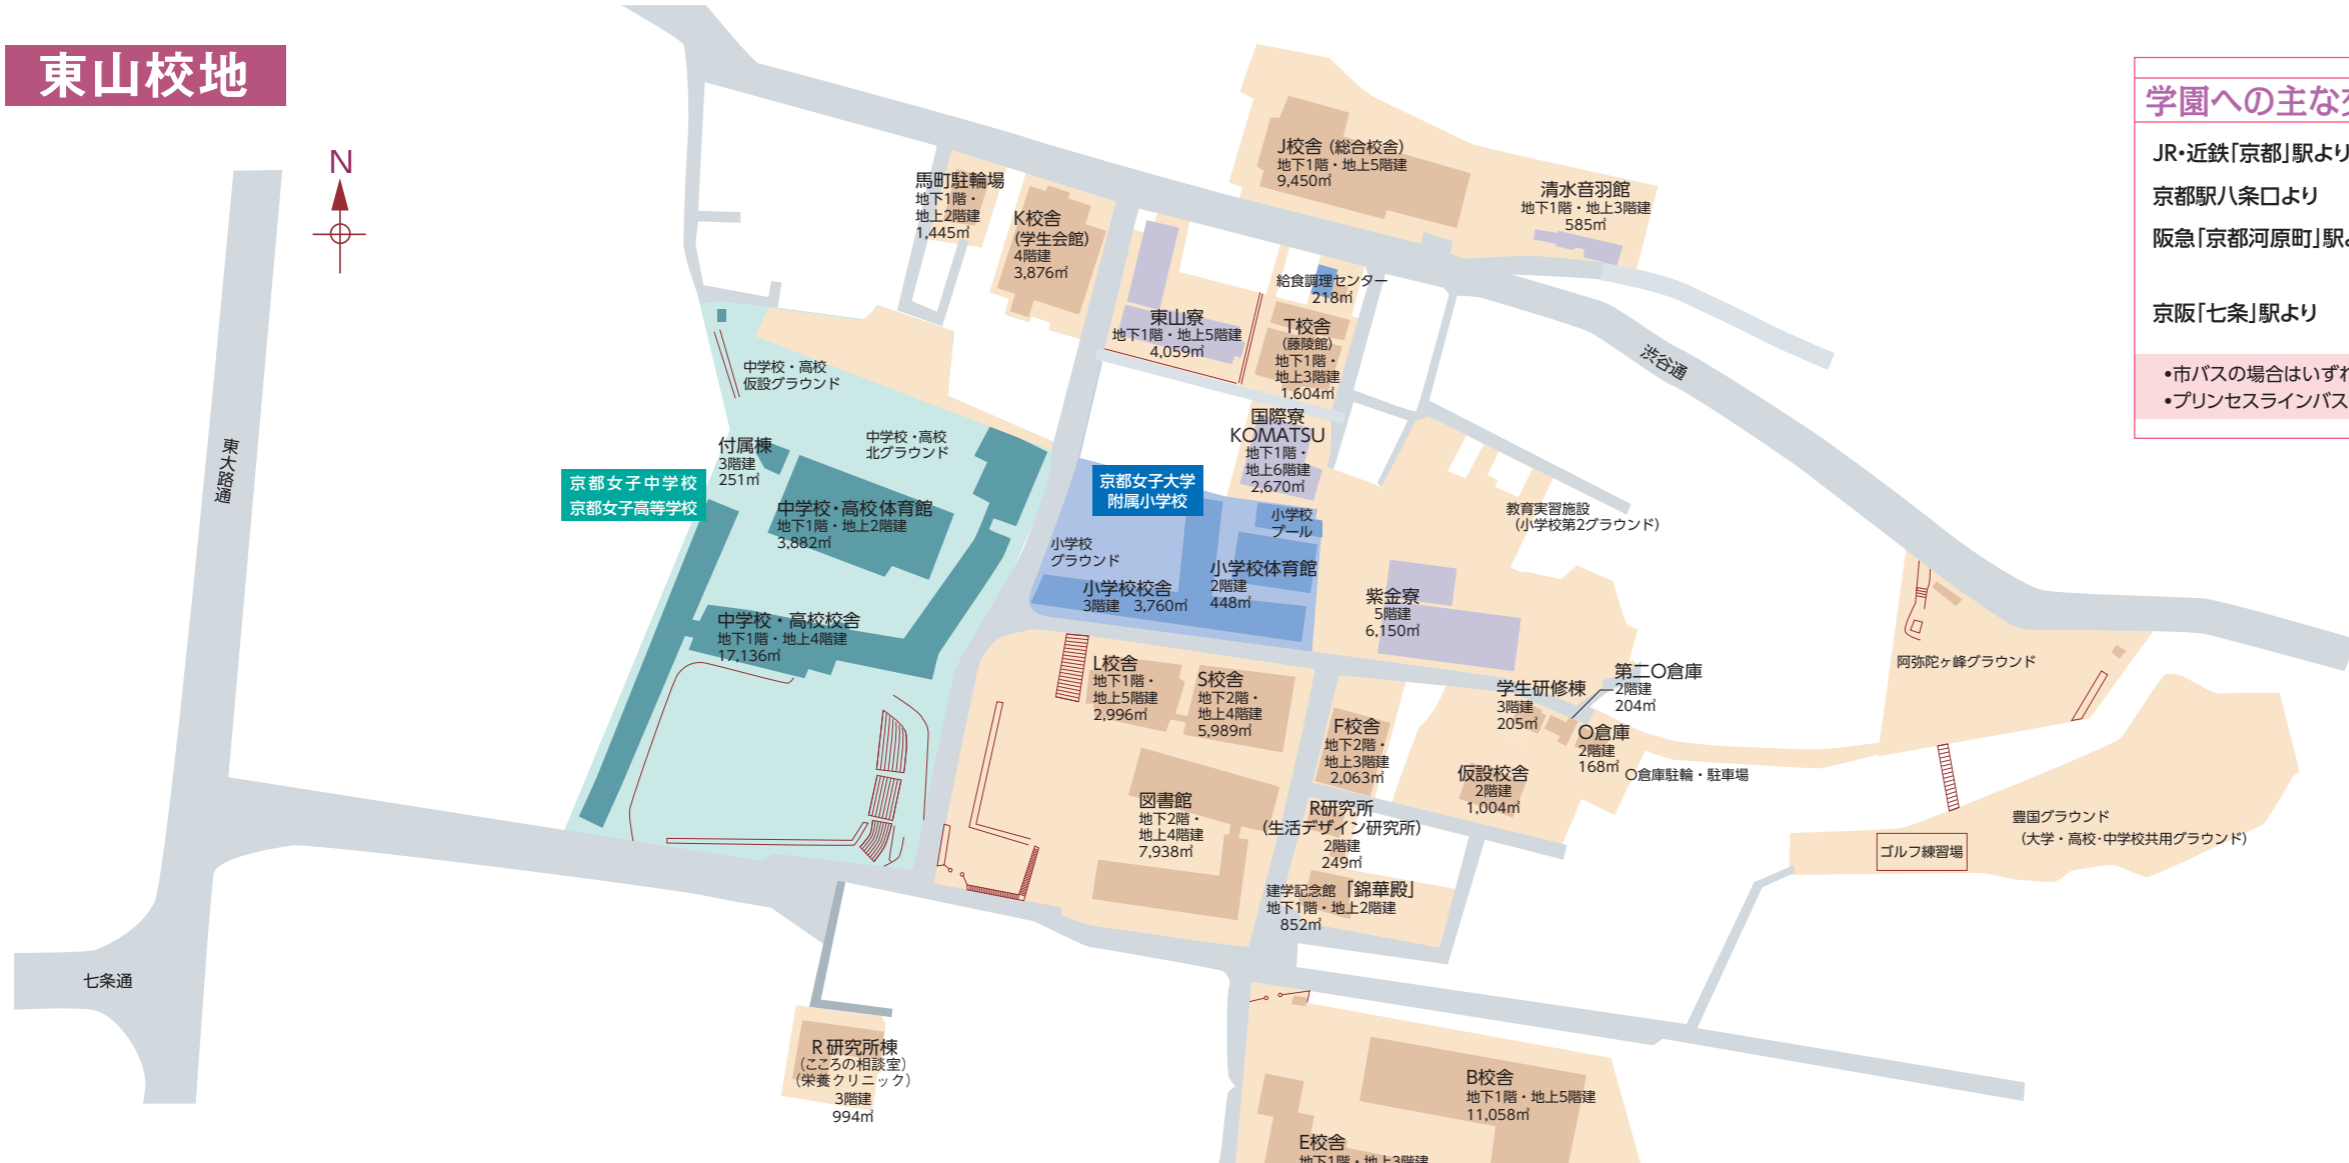 東山校地
N
学園への主な
JR・近鉄「京都」駅より
京都駅八条口より
阪急「京都河原町」駅
京阪「七条」駅より
•市バスの場合はいずれ
•プリンセスラインバス
J校舎（総合校舎）
地下1階・地上5階建
9,450㎡
清水音羽館
地下1階・地上3階建
585㎡
馬町駐輪場
地下1階・
地上2階建
1,445㎡
K校舎
（学生会館）
4階建
3,876㎡
給食調理センター
218㎡
東山寮
地下1階・地上5階建
4,059㎡
T校舎
（藤陵館）
地下1階・
地上3階建
1,604㎡
渋谷通
中学校・高校
仮設グラウンド
国際寮
KOMATSU
地下1階・
地上6階建
2,670㎡
東大路通
付属棟
3階建
251㎡
中学校・高校
北グラウンド
京都女子中学校
京都女子高等学校
京都女子大学
附属小学校
中学校・高校体育館
地下1階・地上2階建
3,882㎡
小学校
プール
教育実習施設
（小学校第2グラウンド）
小学校
グラウンド
小学校体育館
2階建
448㎡
小学校校舎
3階建　3,760㎡
紫金寮
5階建
6,150㎡
中学校・高校校舎
地下1階・地上4階建
17,136㎡
L校舎
地下1階・
地上5階建
2,996㎡
S校舎
地下2階・
地上4階建
5,989㎡
F校舎
地下2階・
地上3階建
2,063㎡
学生研修棟
3階建
205㎡
第二O倉庫
2階建
204㎡
O倉庫
2階建
168㎡
O倉庫駐輪・駐車場
阿弥陀ヶ峰グラウンド
仮設校舎
2階建
1,004㎡
図書館
地下2階・
地上4階建
7,938㎡
R研究所
（生活デザイン研究所）
2階建
249㎡
豊国グラウンド
（大学・高校・中学校共用グラウンド）
ゴルフ練習場
建学記念館「錦華殿」
地下1階・地上2階建
852㎡
七条通
R研究所棟
（こころの相談室）
（栄養クリニック）
3階建
994㎡
B校舎
地下1階・地上5階建
11,058㎡
E校舎
地下1階・地上3階建